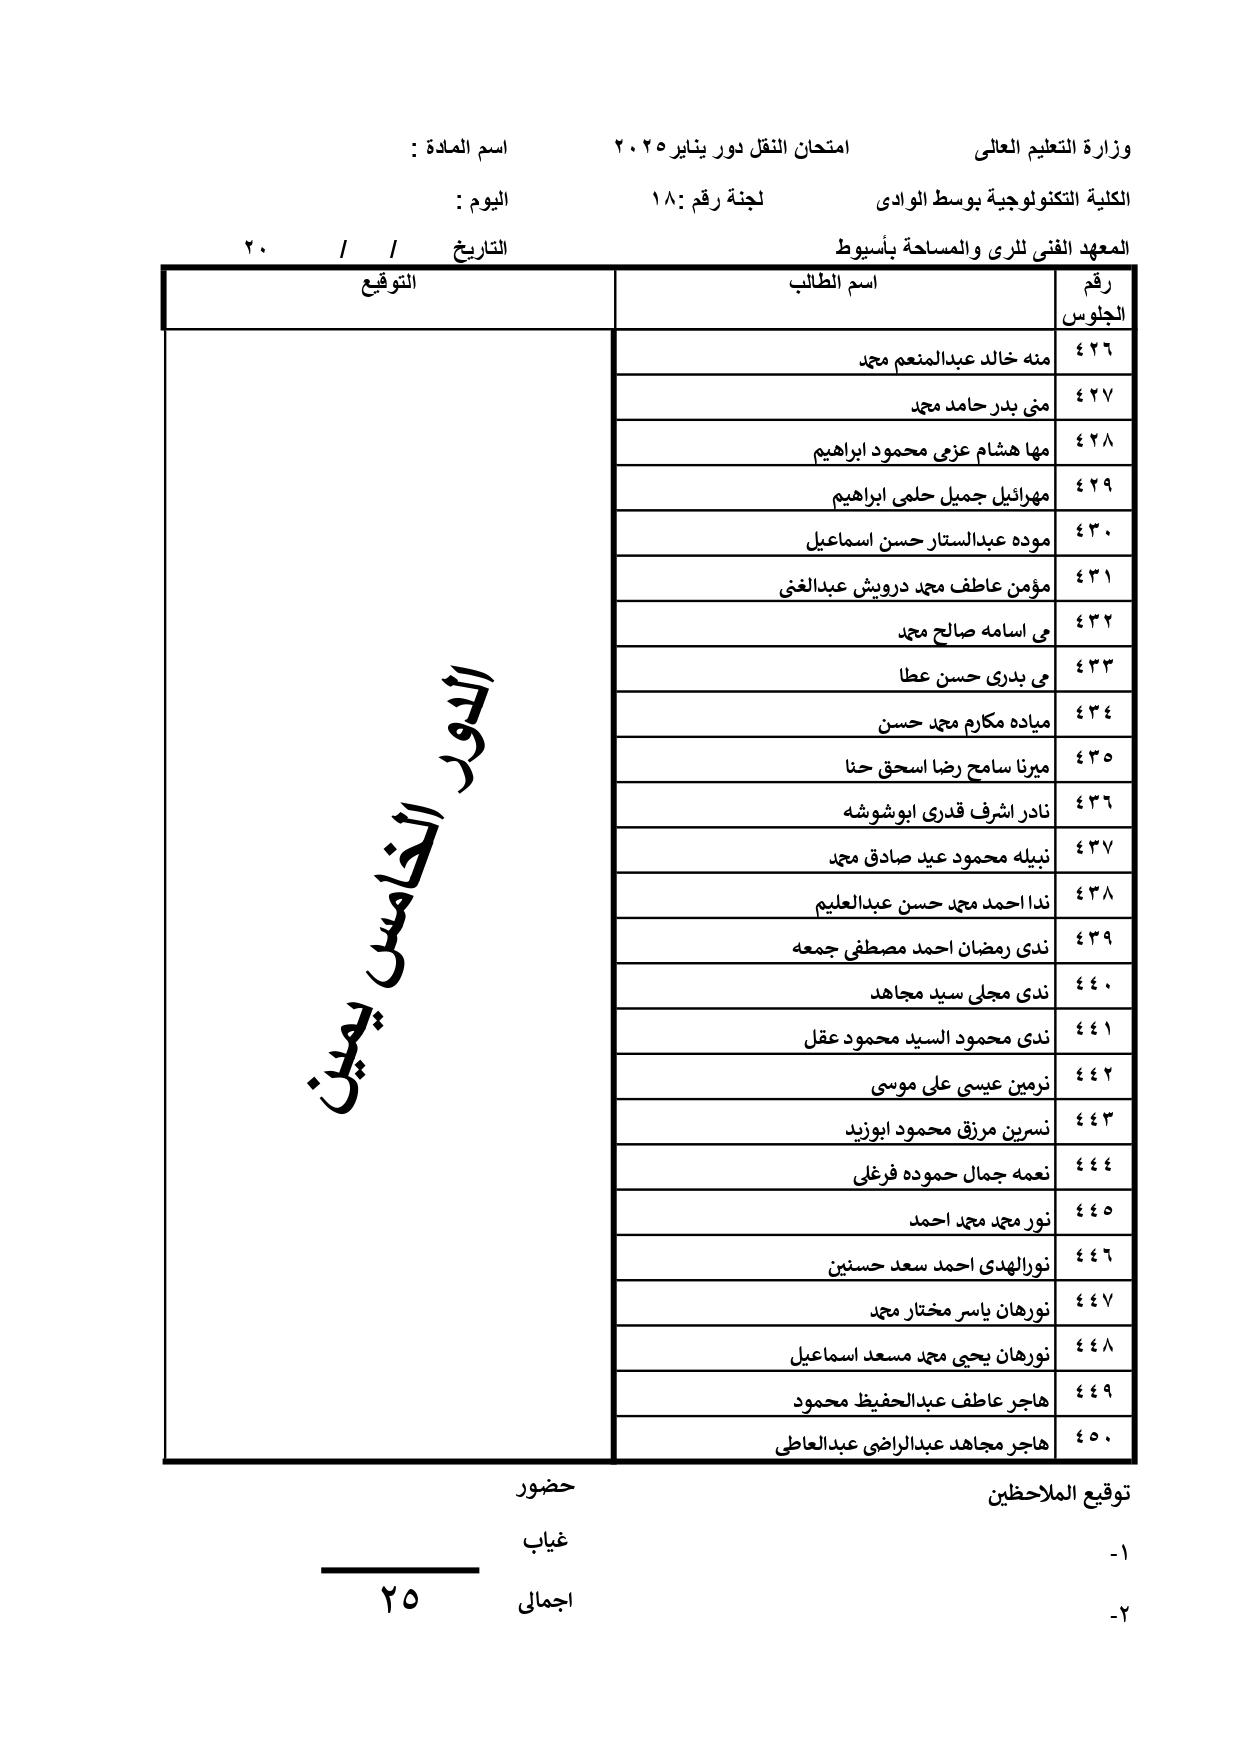 وزارة التعليم العالى امتحان النقل دور يناير ٢٠٢٥ اسم المادة :
الكلية التكنولوجية بوسط الوادى لجنة رقم :١٨ اليوم :
المعهد الفنى للرى والمساحة بأسيوط التاريخ / / ٢٠
رقم الجلوس اسم الطالب التوقيع
٤٢٦ منه خالد عبدالمنعم محمد
٤٢٧ منى بدر حامد محمد
٤٢٨ مها هشام عزمى محمود ابراهيم
٤٢٩ مهرائيل جميل حلمى ابراهيم
٤٣٠ موده عبدالستار حسن اسماعيل
٤٣١ مؤمن عاطف محمد درويش عبدالغنى
٤٣٢ مى اسامه صالح محمد
٤٣٣ مى بدرى حسن عطا
٤٣٤ مياده مكارم محمد حسن
٤٣٥ ميرنا سامح رضا اسحق حنا
٤٣٦ نادر اشرف قدرى ابوشوشه
٤٣٧ نبيله محمود عيد صادق محمد
٤٣٨ ندا احمد محمد حسن عبدالعليم
٤٣٩ ندى رمضان احمد مصطفى جمعه
٤٤٠ ندى مجلى سيد مجاهد
٤٤١ ندى محمود السيد محمود عقل
٤٤٢ نرمين عيسى على موسى
٤٤٣ نسرين مرزق محمود ابوزيد
٤٤٤ نعمه جمال حموده فرغلى
٤٤٥ نور محمد محمد احمد
٤٤٦ نورالهدى احمد سعد حسنين
٤٤٧ نورهان ياسر مختار محمد
٤٤٨ نورهان يحيى محمد مسعد اسماعيل
٤٤٩ هاجر عاطف عبدالحفيظ محمود
٤٥٠ هاجر مجاهد عبدالراضى عبدالعاطى
الدور الخامس يمين
توقيع الملاحظين حضور
١- غياب
٢- اجمالى ٢٥